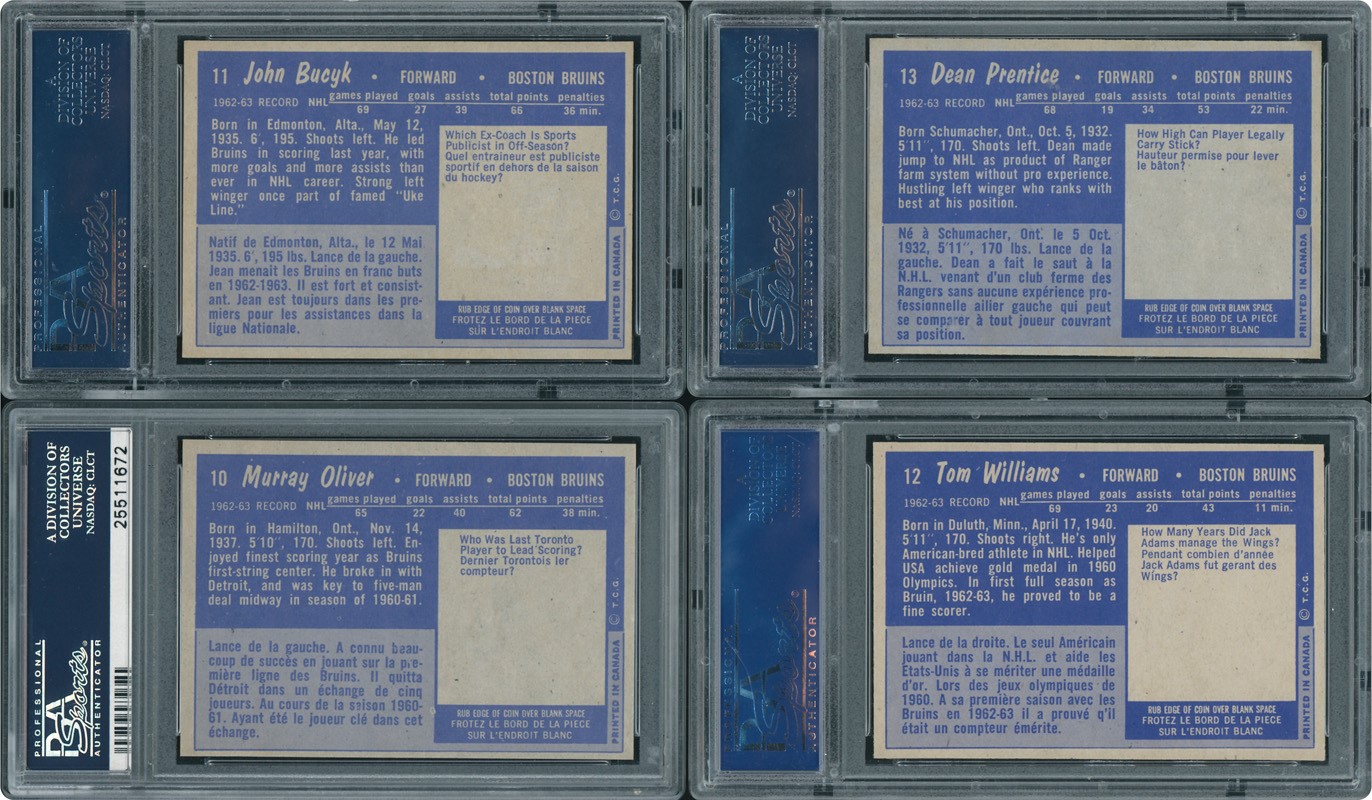 A DIVISION OF
COLLECTORS
UNIVERSE
NASDAQ: CLCT
PROFESSIONAL
PSA
Sports
AUTHENTICATOR
11 John Bucyk • FORWARD • BOSTON BRUINS
games played goals assists total points penalties
1962-63 RECORD NHL 69 27 39 66 36 min.
Born in Edmonton, Alta., May 12,
1935. 6', 195. Shoots left. He led
Bruins in scoring last year, with
more goals and more assists than
ever in NHL career. Strong left
winger once part of famed "Uke
Line."
Natif de Edmonton, Alta., le 12 Mai
1935. 6', 195 lbs. Lance de la gauche.
Jean menait les Bruins en franc buts
en 1962-1963. Il est fort et consist-
ant. Jean est toujours dans les pre-
miers pour les assistances dans la
ligue Nationale.
Which Ex-Coach Is Sports
Publicist in Off-Season?
Quel entraineur est publiciste
sportif en dehors de la saison
du hockey?
RUB EDGE OF COIN OVER BLANK SPACE
FROTEZ LE BORD DE LA PIECE
SUR L'ENDROIT BLANC
PRINTED IN CANADA © T.C.G.
A
DIVISION OF
COLLECTORS
UNIVERSE
NASDAQ: CLCT
PROFESSIONAL
PSA
Sports
AUTHENTICATOR
13 Dean Prentice • FORWARD • BOSTON BRUINS
games played goals assists total points penalties
1962-63 RECORD NHL 68 19 34 53 22 min.
Born Schumacher, Ont., Oct. 5, 1932.
5'11", 170. Shoots left. Dean made
jump to NHL as product of Ranger
farm system without pro experience.
Hustling left winger who ranks with
best at his position.
Né à Schumacher, Ont. le 5 Oct.
1932, 5'11", 170 lbs. Lance de la
gauche. Dean a fait le saut à la
N.H.L. venant d'un club ferme des
Rangers sans aucune expérience pro-
fessionnelle ailier gauche qui peut
se comparer à tout joueur couvrant
sa position.
How High Can Player Legally
Carry Stick?
Hauteur permise pour lever
le bâton?
RUB EDGE OF COIN OVER BLANK SPACE
FROTEZ LE BORD DE LA PIECE
SUR L'ENDROIT BLANC
PRINTED IN CANADA © T.C.G.
A DIVISION OF
COLLECTORS
UNIVERSE
NASDAQ: CLCT
25511672
PROFESSIONAL
PSA
Sports
AUTHENTICATOR
10 Murray Oliver • FORWARD • BOSTON BRUINS
games played goals assists total points penalties
1962-63 RECORD NHL 65 22 40 62 38 min.
Born in Hamilton, Ont., Nov. 14,
1937. 5'10", 170. Shoots left. En-
joyed finest scoring year as Bruins
first-string center. He broke in with
Detroit, and was key to five-man
deal midway in season of 1960-61.
Lance de la gauche. A connu beau-
coup de succès en jouant sur la pre-
mière ligne des Bruins. Il quitta
Détroit dans un échange de cinq
joueurs. Au cours de la saison 1960-
61. Ayant été le joueur clé dans cet
échange.
Who Was Last Toronto
Player to Lead Scoring?
Dernier Torontois ler
compteur?
RUB EDGE OF COIN OVER BLANK SPACE
FROTEZ LE BORD DE LA PIECE
SUR L'ENDROIT BLANC
PRINTED IN CANADA © T.C.G.
DIVISION OF
AUTHENTICATOR
12 Tom Williams • FORWARD • BOSTON BRUINS
games played goals assists total points penalties
1962-63 RECORD NHL 69 23 20 43 11 min.
Born in Duluth, Minn., April 17, 1940.
5'11", 170. Shoots right. He's only
American-bred athlete in NHL. Helped
USA achieve gold medal in 1960
Olympics. In first full season as
Bruin, 1962-63, he proved to be a
fine scorer.
Lance de la droite. Le seul Américain
jouant dans la N.H.L. et aide les
Etats-Unis à se mériter une médaille
d'or. Lors des jeux olympiques de
1960. A sa première saison avec les
Bruins en 1962-63 il a prouvé q'il
était un compteur émérite.
How Many Years Did Jack
Adams manage the Wings?
Pendant combien d'année
Jack Adams fut gerant des
Wings?
RUB EDGE OF COIN OVER BLANK SPACE
FROTEZ LE BORD DE LA PIECE
SUR L'ENDROIT BLANC
PRINTED IN CANADA © T.C.G.